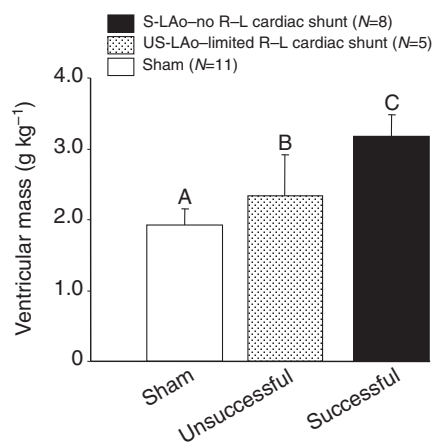 S-LAo–no R–L cardiac shunt (N=8)
US-LAo–limited R–L cardiac shunt (N=5)
Sham (N=11)
4.0
3.0
2.0
1.0
0
Ventricular mass (g kg⁻¹)
A
B
C
Sham
Unsuccessful
Successful